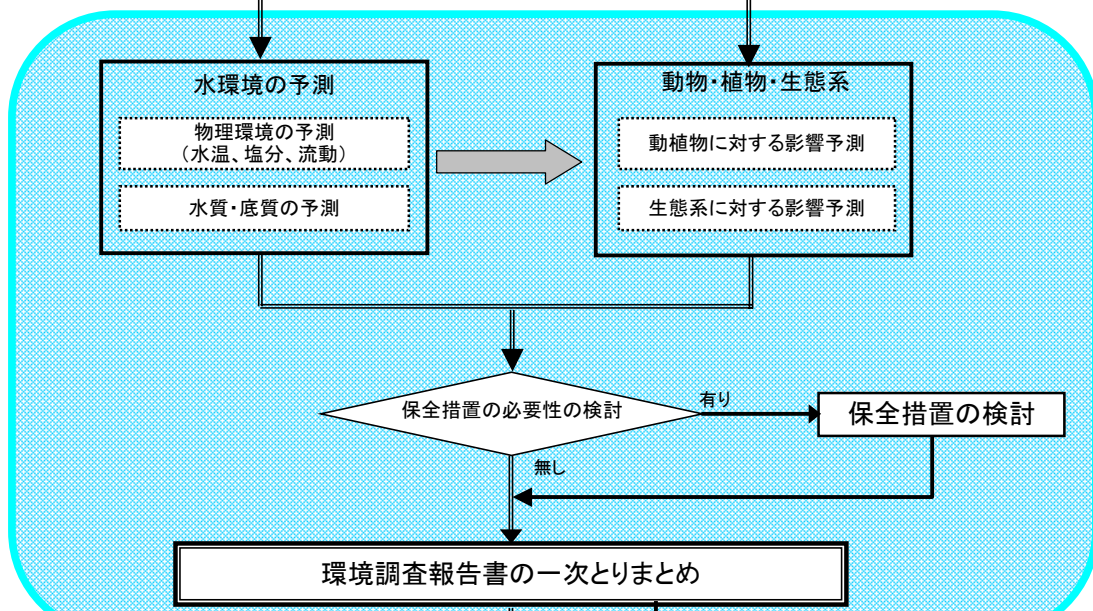 水環境の予測
物理環境の予測
（水温、塩分、流動）
水質・底質の予測
動物・植物・生態系
動植物に対する影響予測
生態系に対する影響予測
保全措置の必要性の検討
有り
保全措置の検討
無し
環境調査報告書の一次とりまとめ